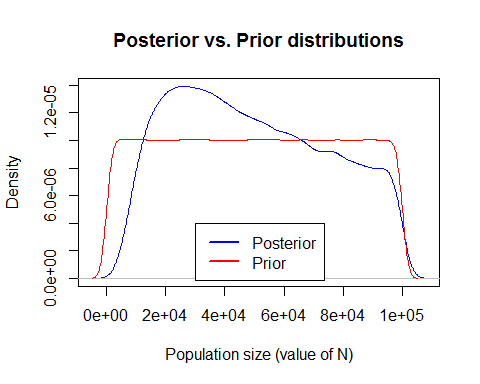 Posterior vs. Prior distributions
Density
1.2e-05
6.0e-06
0.0e+00
Posterior
Prior
0e+00 2e+04 4e+04 6e+04 8e+04 1e+05
Population size (value of N)